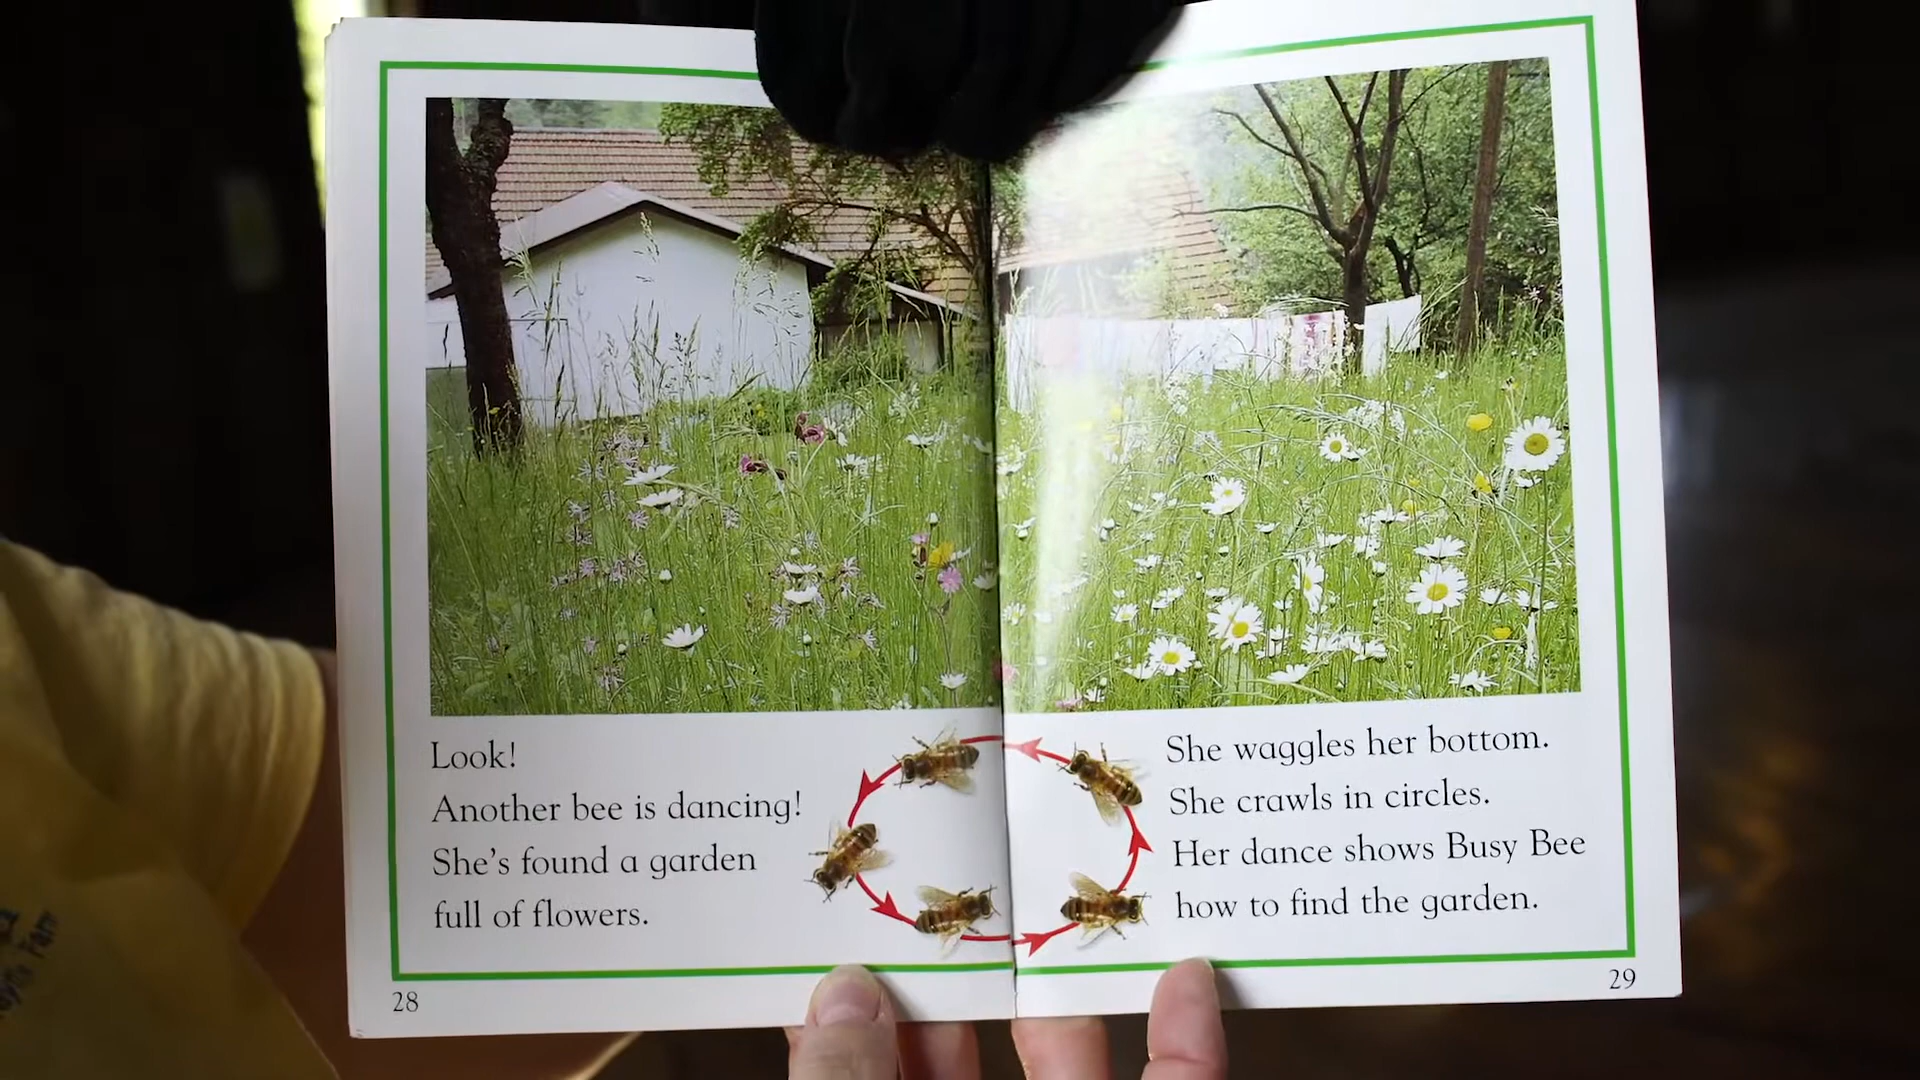 Look!
Another bee is dancing!
She's found a garden
full of flowers.
28
She waggles her bottom.
She crawls in circles.
Her dance shows Busy Bee
how to find the garden.
29